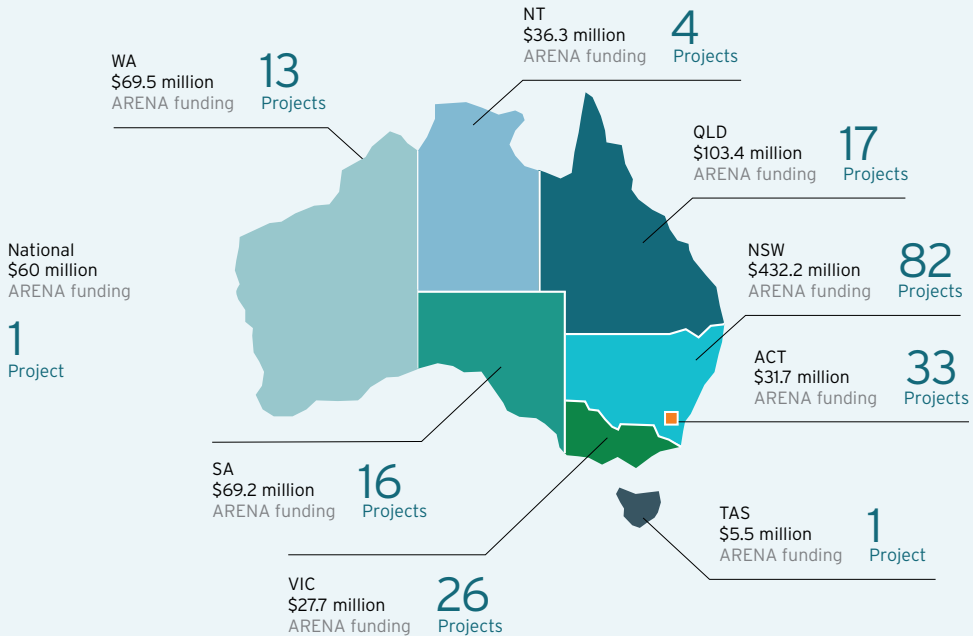 NT
$36.3 million
ARENA funding
4
Projects
WA
$69.5 million
ARENA funding
13
Projects
QLD
$103.4 million
ARENA funding
17
Projects
National
$60 million
ARENA funding
1
Project
NSW
$432.2 million
ARENA funding
82
Projects
ACT
$31.7 million
ARENA funding
33
Projects
SA
$69.2 million
ARENA funding
16
Projects
TAS
$5.5 million
ARENA funding
1
Project
VIC
$27.7 million
ARENA funding
26
Projects